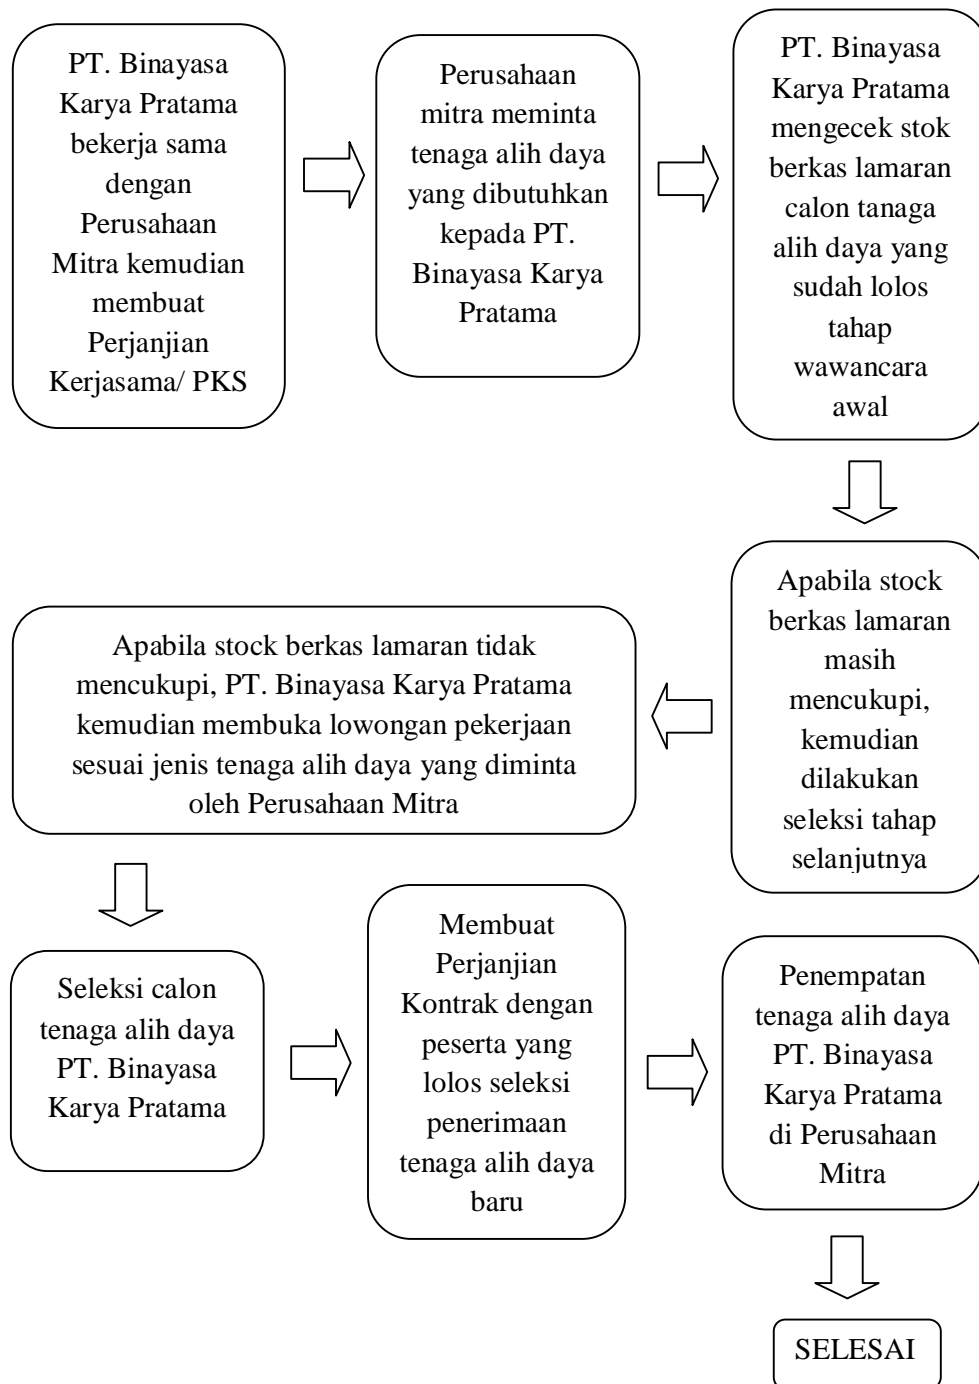 PT. Binayasa
Karya Pratama
bekerja sama
dengan
Perusahaan
Mitra kemudian
membuat
Perjanjian
Kerjasama/ PKS
Perusahaan
mitra meminta
tenaga alih daya
yang dibutuhkan
kepada PT.
Binayasa Karya
Pratama
PT. Binayasa
Karya Pratama
mengecek stok
berkas lamaran
calon tanaga
alih daya yang
sudah lolos
tahap
wawancara
awal
Apabila stock
berkas lamaran
masih
mencukupi,
kemudian
dilakukan
seleksi tahap
selanjutnya
Apabila stock berkas lamaran tidak
mencukupi, PT. Binayasa Karya Pratama
kemudian membuka lowongan pekerjaan
sesuai jenis tenaga alih daya yang diminta
oleh Perusahaan Mitra
Seleksi calon
tenaga alih daya
PT. Binayasa
Karya Pratama
Membuat
Perjanjian
Kontrak dengan
peserta yang
lolos seleksi
penerimaan
tenaga alih daya
baru
Penempatan
tenaga alih daya
PT. Binayasa
Karya Pratama
di Perusahaan
Mitra
SELESAI